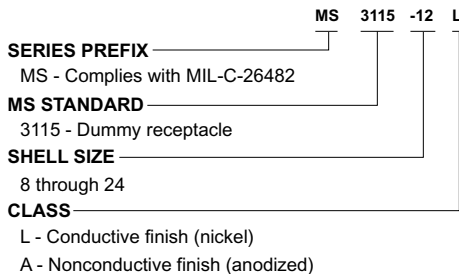 MS 3115 -12 L
SERIES PREFIX
MS - Complies with MIL-C-26482
MS STANDARD
3115 - Dummy receptacle
SHELL SIZE
8 through 24
CLASS
L - Conductive finish (nickel)
A - Nonconductive finish (anodized)